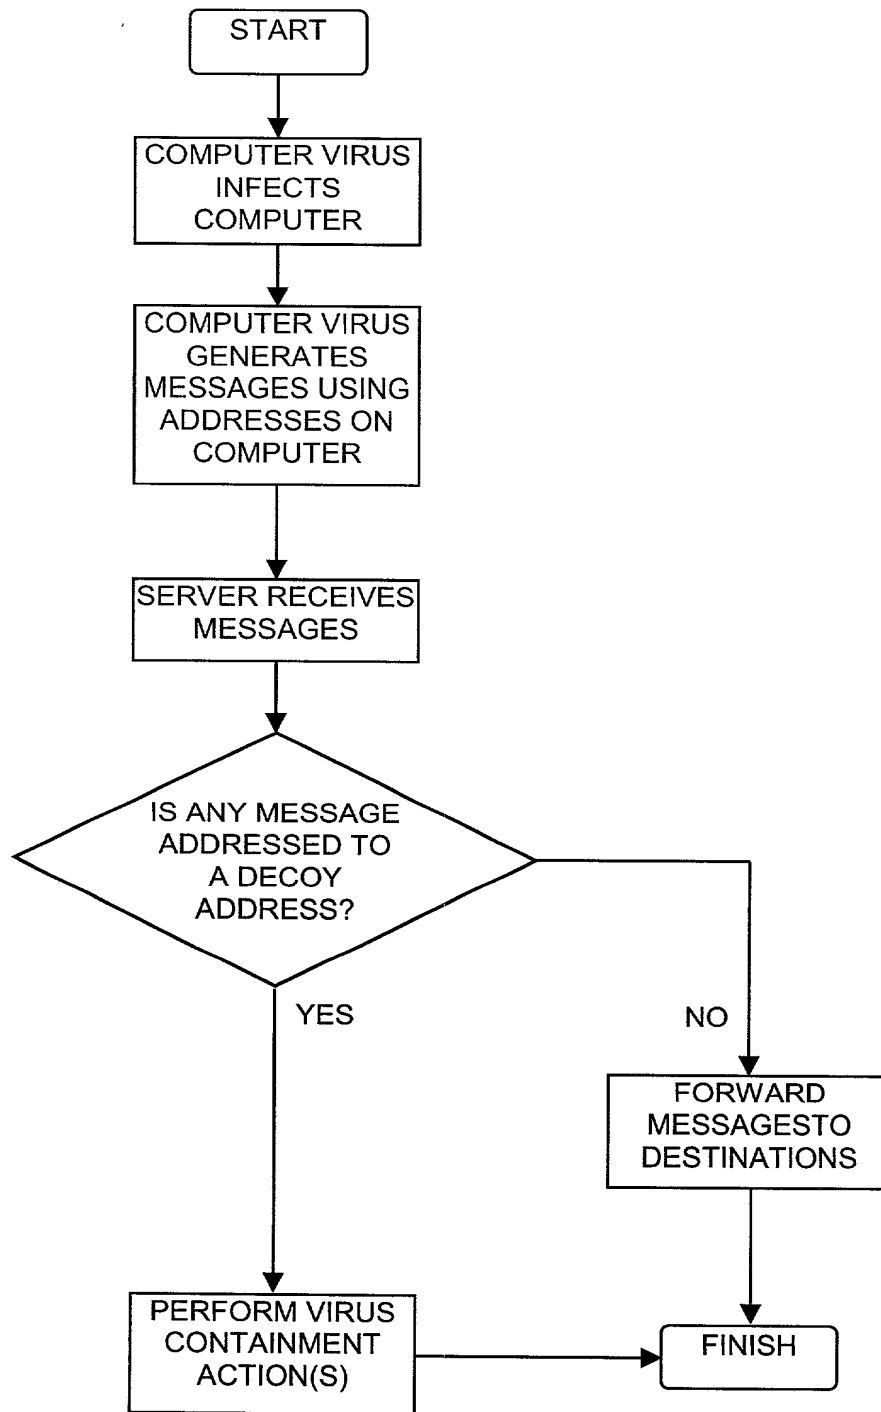 START
COMPUTER VIRUS
INFECTS
COMPUTER
COMPUTER VIRUS
GENERATES
MESSAGES USING
ADDRESSES ON
COMPUTER
SERVER RECEIVES
MESSAGES
IS ANY MESSAGE
ADDRESSED TO
A DECOY
ADDRESS?
YES
NO
FORWARD
MESSAGESTO
DESTINATIONS
PERFORM VIRUS
CONTAINMENT
ACTION(S)
FINISH